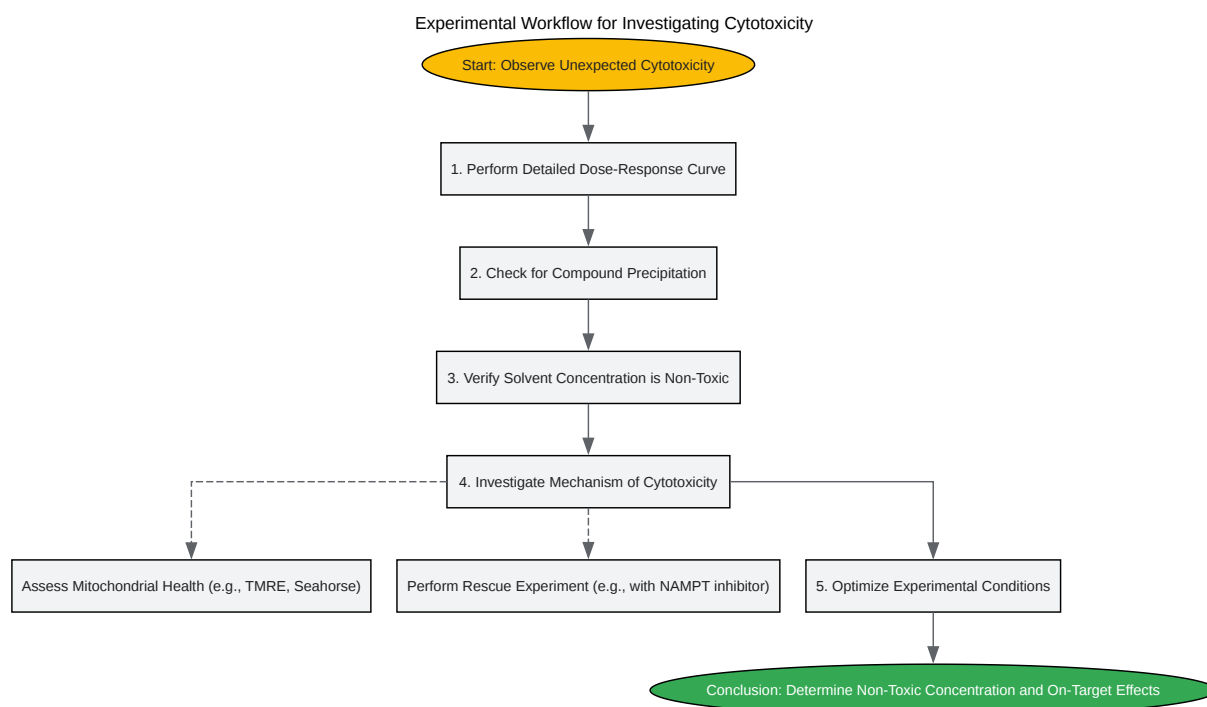 Experimental Workflow for Investigating Cytotoxicity
Start: Observe Unexpected Cytotoxicity
1. Perform Detailed Dose-Response Curve
2. Check for Compound Precipitation
3. Verify Solvent Concentration is Non-Toxic
4. Investigate Mechanism of Cytotoxicity
Assess Mitochondrial Health (e.g., TMRE, Seahorse)
Perform Rescue Experiment (e.g., with NAMPT inhibitor)
5. Optimize Experimental Conditions
Conclusion: Determine Non-Toxic Concentration and On-Target Effects